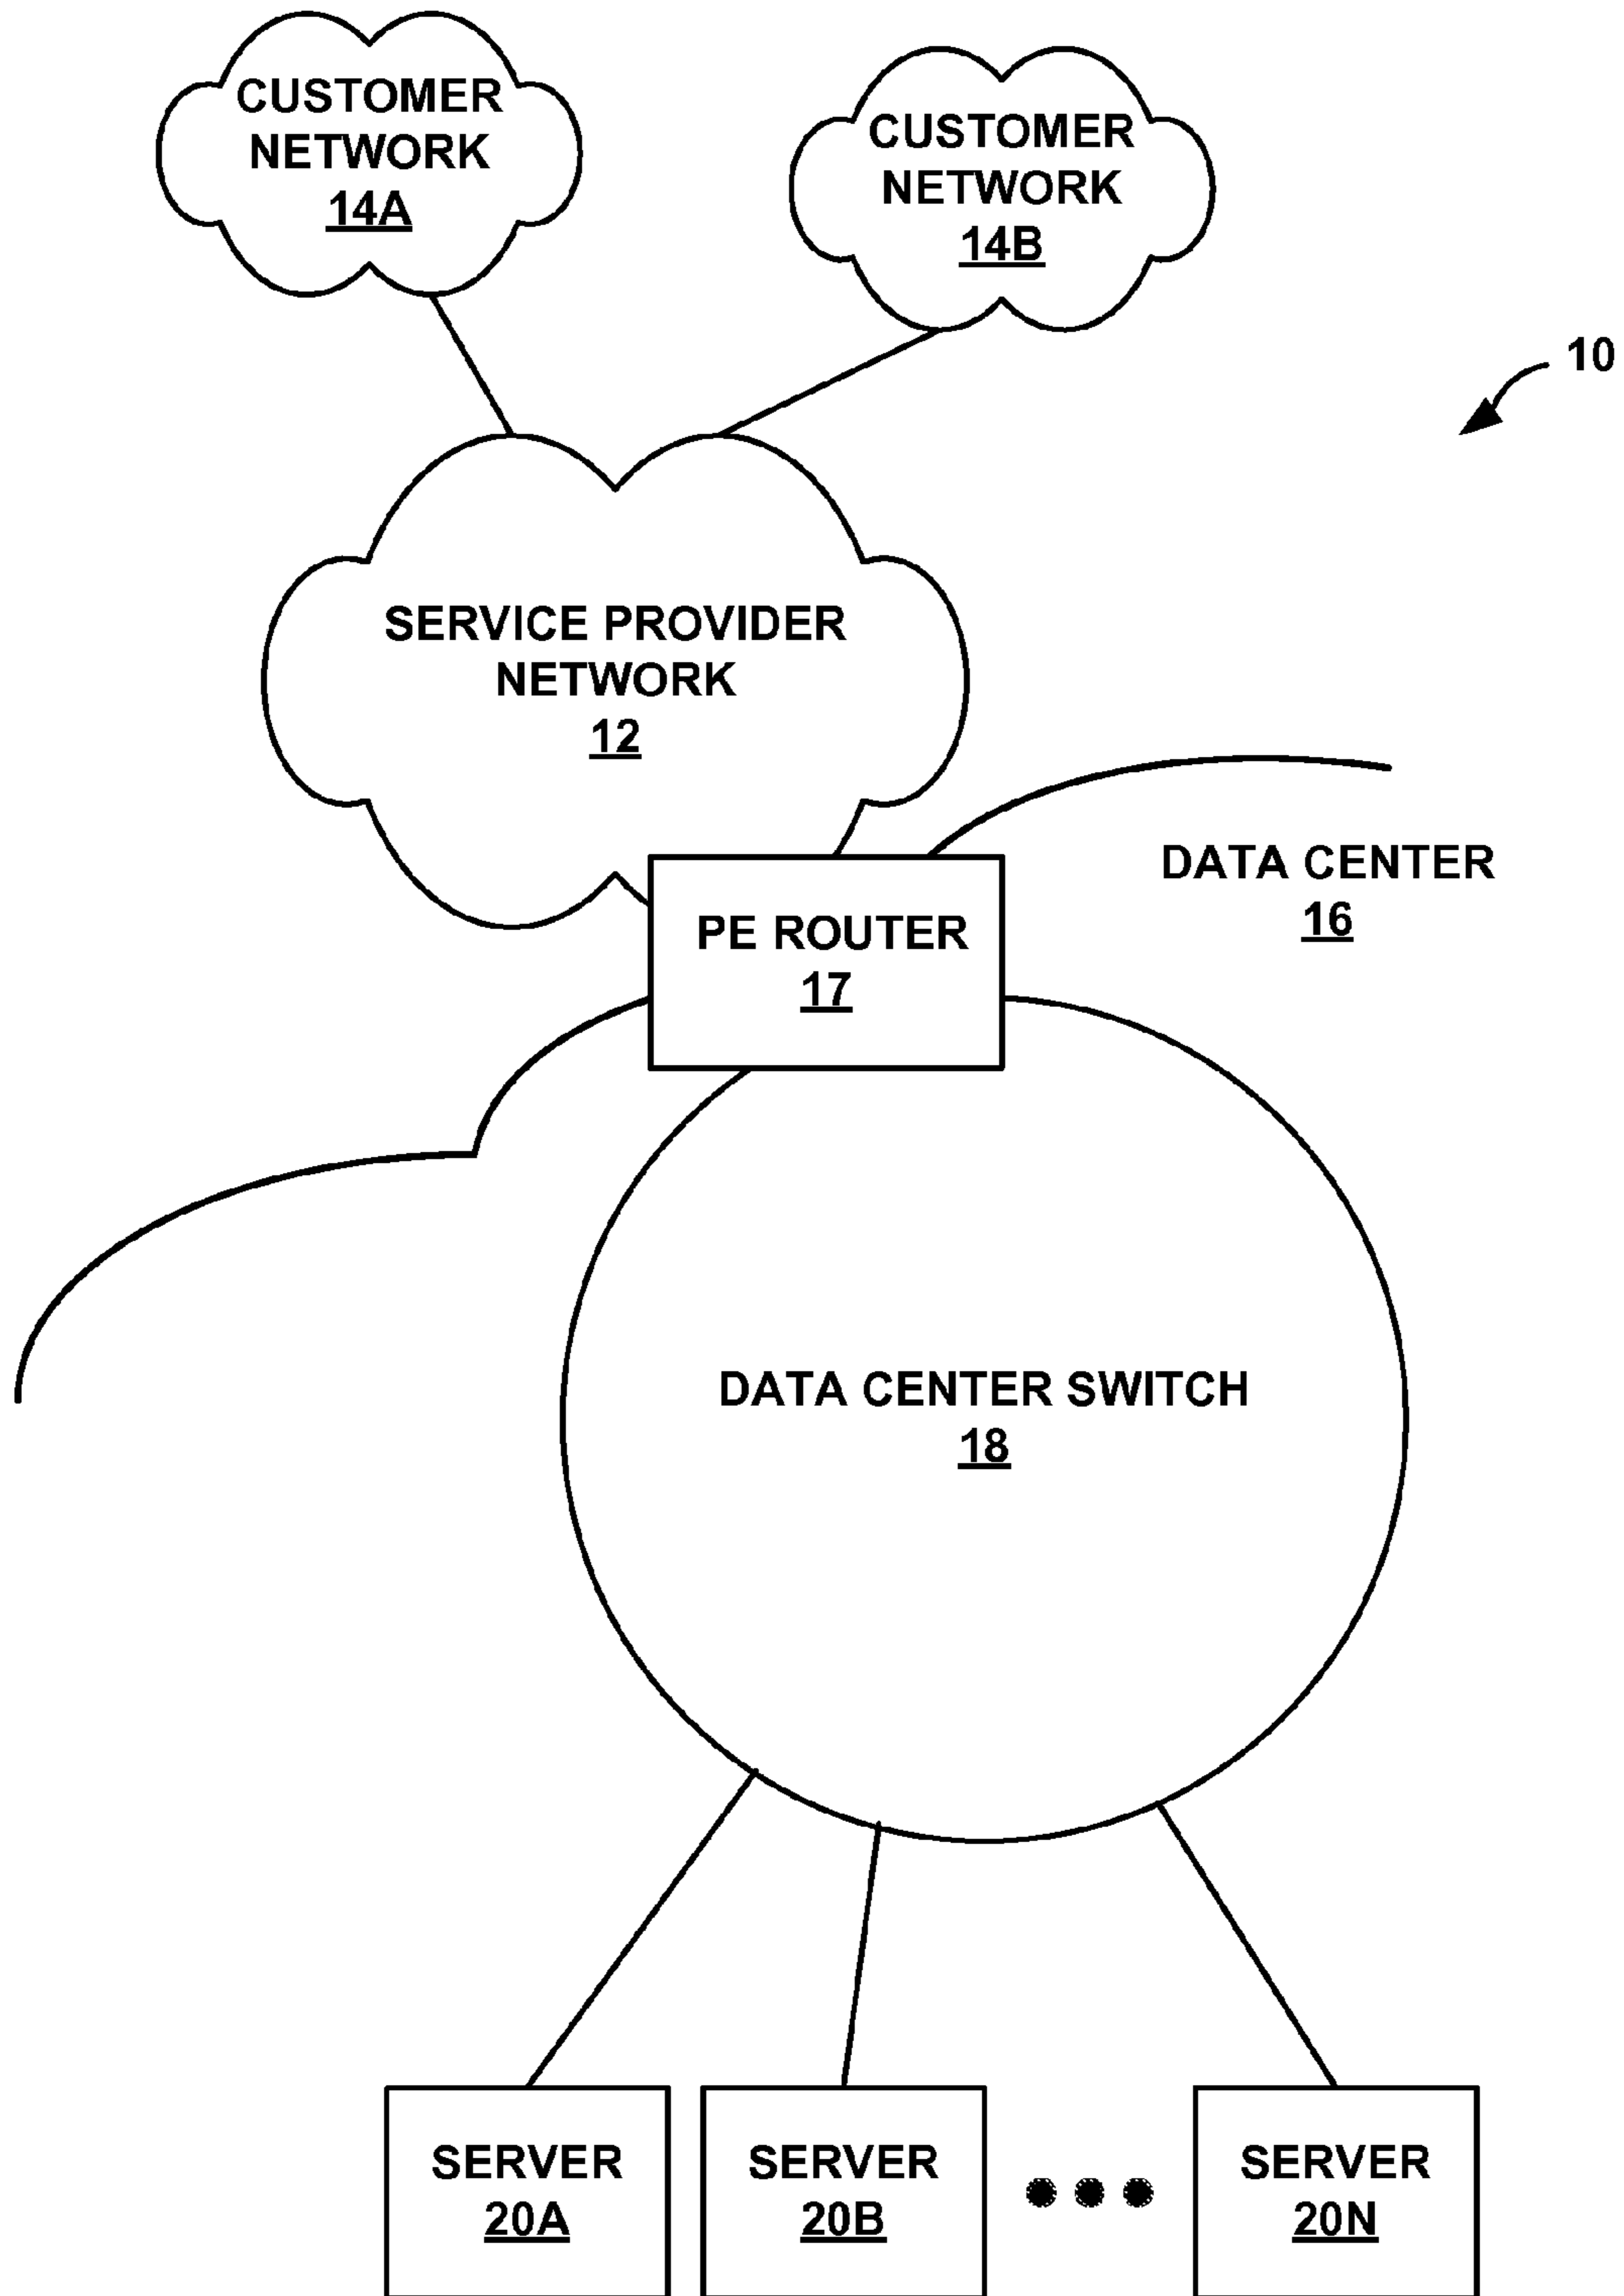 CUSTOMER
NETWORK
14A
CUSTOMER
NETWORK
14B
10
SERVICE PROVIDER
NETWORK
12
DATA CENTER
16
PE ROUTER
17
DATA CENTER SWITCH
18
SERVER
20A
SERVER
20B
SERVER
20N